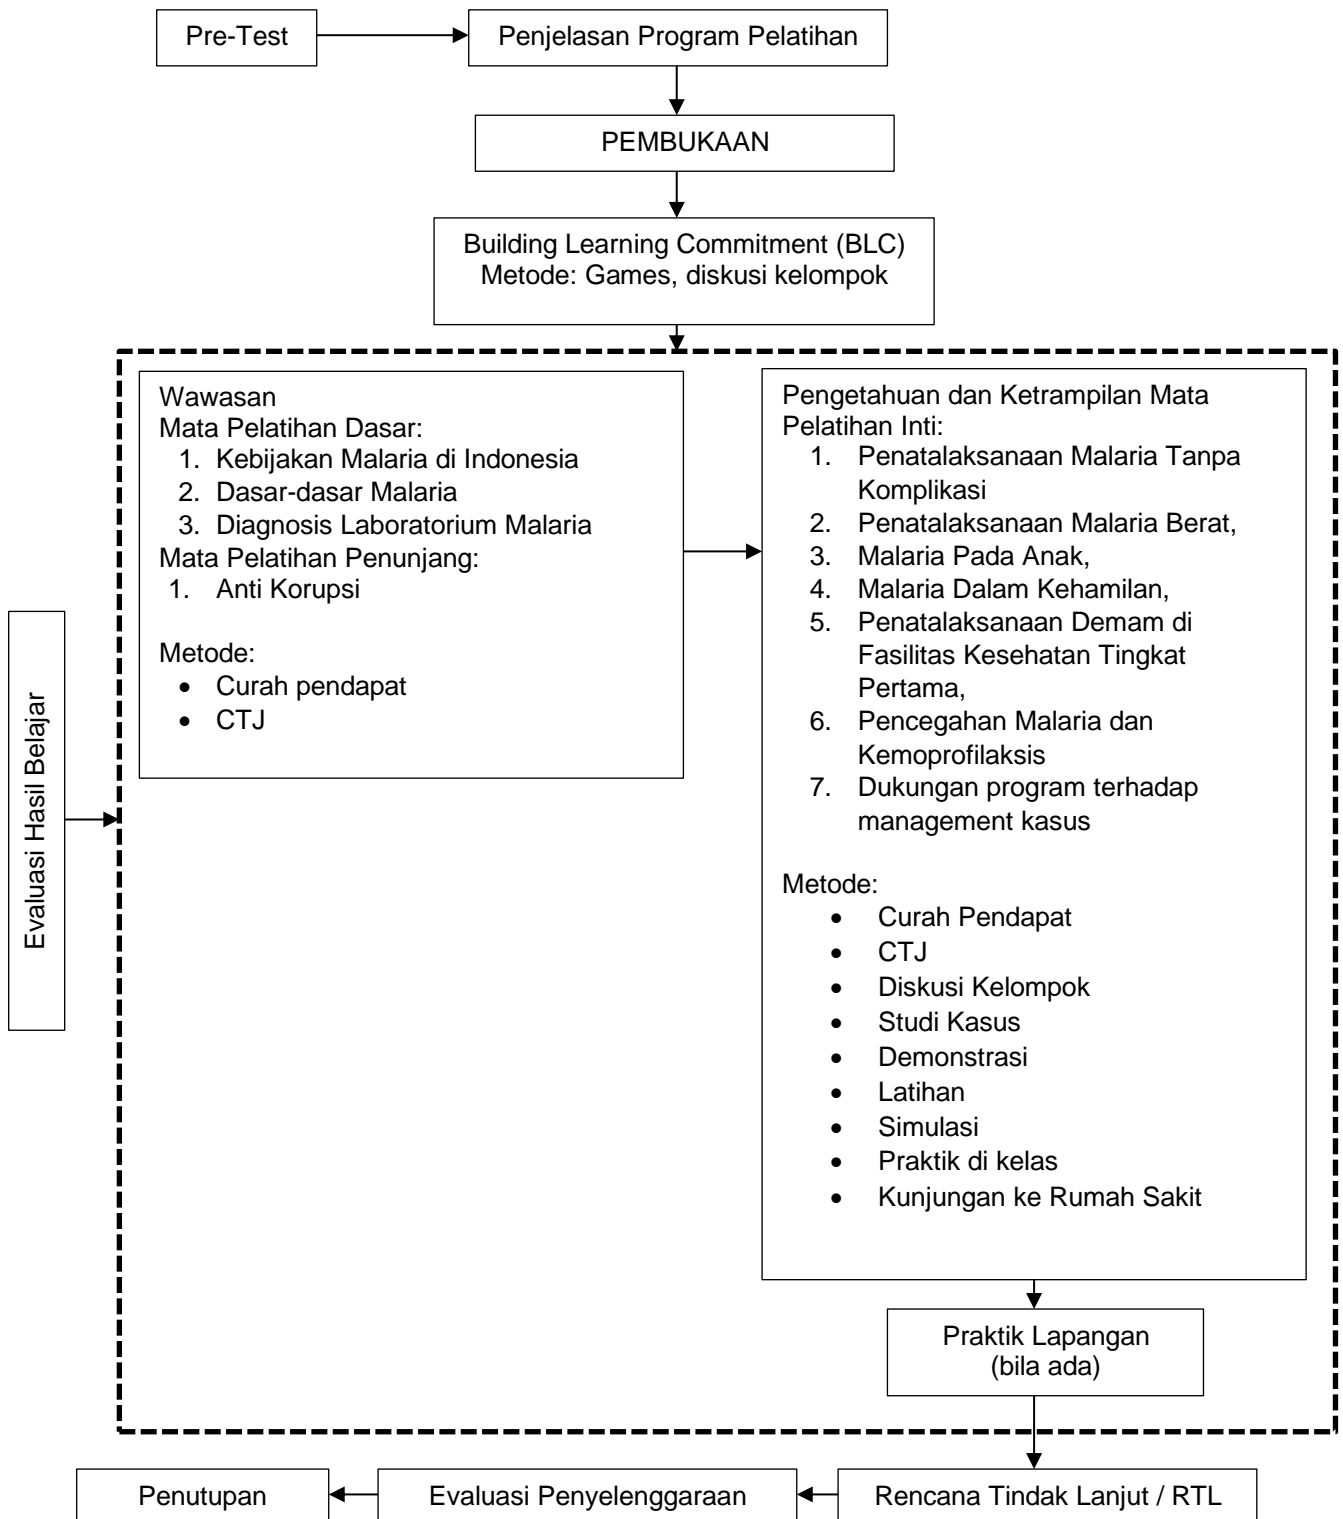 Pre-Test
Penjelasan Program Pelatihan
PEMBUKAAN
Building Learning Commitment (BLC)
Metode: Games, diskusi kelompok
Wawasan
Mata Pelatihan Dasar:
1. Kebijakan Malaria di Indonesia
2. Dasar-dasar Malaria
3. Diagnosis Laboratorium Malaria
Mata Pelatihan Penunjang:
1. Anti Korupsi
Metode:
• Curah pendapat
• CTJ
Pengetahuan dan Ketrampilan Mata
Pelatihan Inti:
1. Penatalaksanaan Malaria Tanpa
Komplikasi
2. Penatalaksanaan Malaria Berat,
3. Malaria Pada Anak,
4. Malaria Dalam Kehamilan,
5. Penatalaksanaan Demam di
Fasilitas Kesehatan Tingkat
Pertama,
6. Pencegahan Malaria dan
Kemoprofilaksis
7. Dukungan program terhadap
management kasus
Metode:
• Curah Pendapat
• CTJ
• Diskusi Kelompok
• Studi Kasus
• Demonstrasi
• Latihan
• Simulasi
• Praktik di kelas
• Kunjungan ke Rumah Sakit
Evaluasi Hasil Belajar
Praktik Lapangan
(bila ada)
Rencana Tindak Lanjut / RTL
Evaluasi Penyelenggaraan
Penutupan